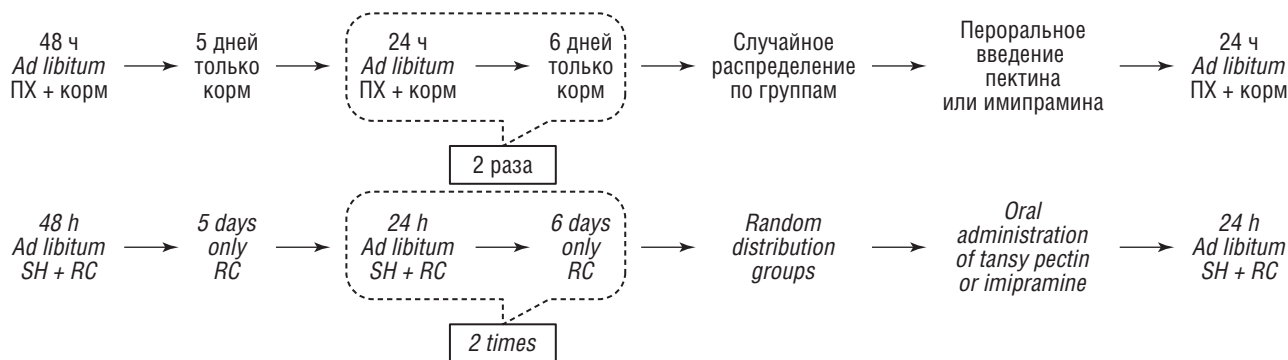 48 ч
Ad libitum
ПХ + корм
5 дней
только
корм
24 ч
Ad libitum
ПХ + корм
6 дней
только
корм
Случайное
распределение
по группам
Пероральное
введение
пектина
или имипрамина
24 ч
Ad libitum
ПХ + корм
2 раза
48 h
Ad libitum
SH + RC
5 days
only
RC
24 h
Ad libitum
SH + RC
6 days
only
RC
Random
distribution
groups
Oral
administration
of tansy pectin
or imipramine
24 h
Ad libitum
SH + RC
2 times